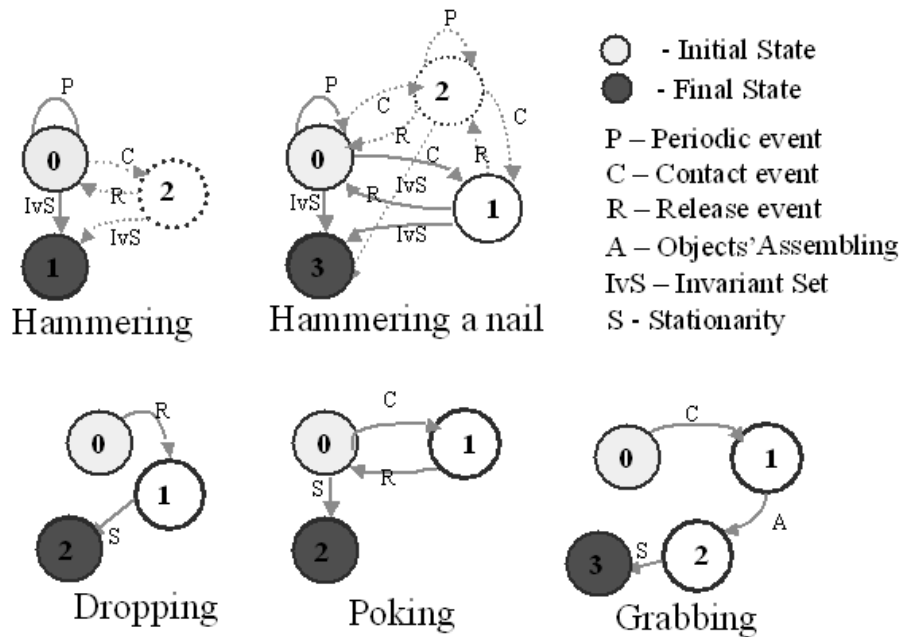 P
0
C
R
2
IvS
IvS
1
Hammering
P
P
2
C
C
R
0
C
R
IvS
R
1
IvS
IvS
3
Hammering a nail
- Initial State
- Final State
P – Periodic event
C – Contact event
R – Release event
A – Objects' Assembling
IvS – Invariant Set
S - Stationarity
0
R
1
S
2
Dropping
C
0
1
R
S
2
Poking
C
0
1
A
S
2
3
Grabbing